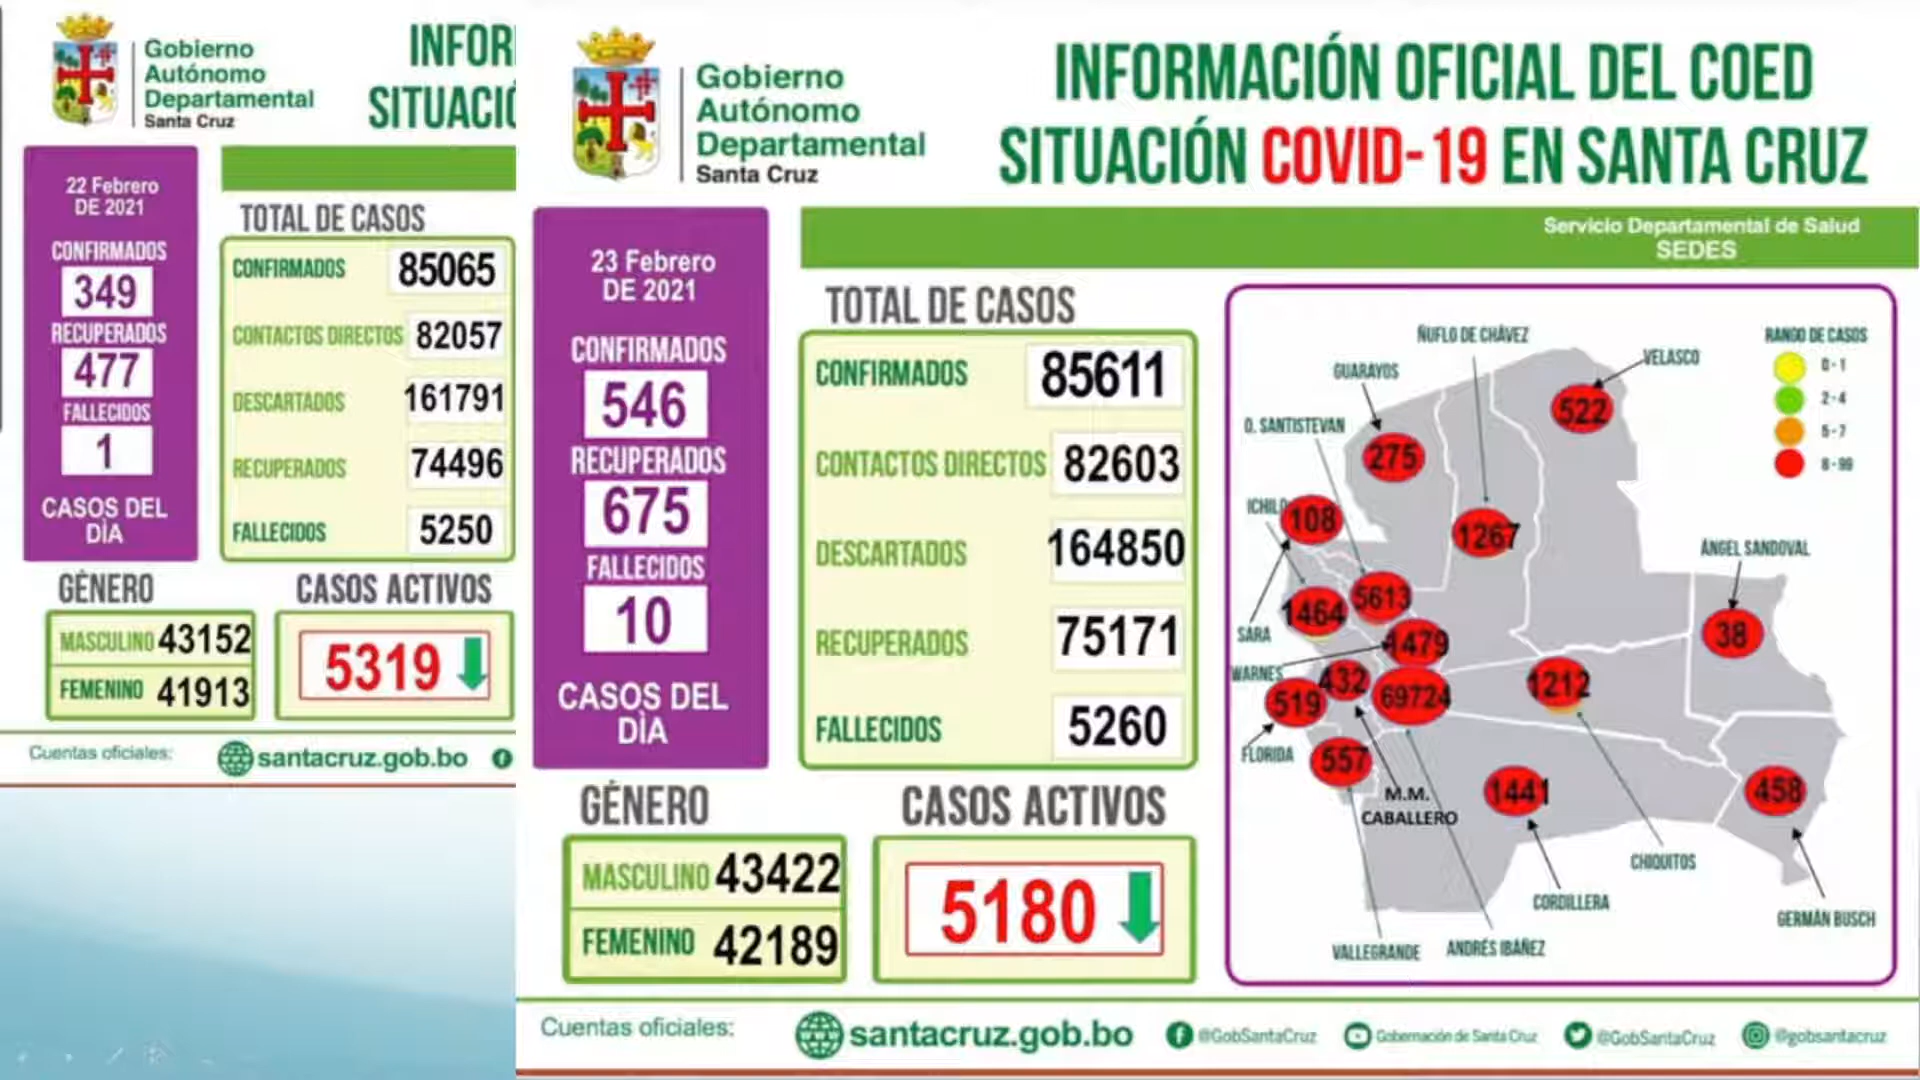 Gobierno
Autónomo
Departamental
Santa Cruz
INFOR
SITUACIÓ
22 Febrero
DE 2021
CONFIRMADOS
349
RECUPERADOS
477
FALLECIDOS
1
CASOS DEL
DÌA
TOTAL DE CASOS
CONFIRMADOS 85065
CONTACTOS DIRECTOS 82057
DESCARTADOS 161791
RECUPERADOS 74496
FALLECIDOS 5250
GÉNERO
MASCULINO 43152
FEMENINO 41913
CASOS ACTIVOS
5319
Cuentas oficiales: santacruz.gob.bo
Gobierno
Autónomo
Departamental
Santa Cruz
INFORMACIÓN OFICIAL DEL COED
SITUACIÓN COVID-19 EN SANTA CRUZ
Servicio Departamental de Salud
SEDES
23 Febrero
DE 2021
CONFIRMADOS
546
RECUPERADOS
675
FALLECIDOS
10
CASOS DEL
DÌA
TOTAL DE CASOS
CONFIRMADOS 85611
CONTACTOS DIRECTOS 82603
DESCARTADOS 164850
RECUPERADOS 75171
FALLECIDOS 5260
GÉNERO
MASCULINO 43422
FEMENINO 42189
CASOS ACTIVOS
5180
ÑUFLO DE CHÁVEZ
VELASCO
GUARAYOS
O. SANTISTEVAN
ICHILO
SARA
WARNES
FLORIDA
M.M.
CABALLERO
VALLEGRANDE
ANDRÉS IBÁÑEZ
CORDILLERA
CHIQUITOS
GERMÁN BUSCH
ÁNGEL SANDOVAL
522
275
108
1267
5613
1464
1479
38
432
519
69724
1212
557
1441
458
RANGO DE CASOS
0-1
2-4
5-7
8-99
Cuentas oficiales: santacruz.gob.bo @GobSantaCruz Gobernación de Santa Cruz @GobSantaCruz @gobsantacruz